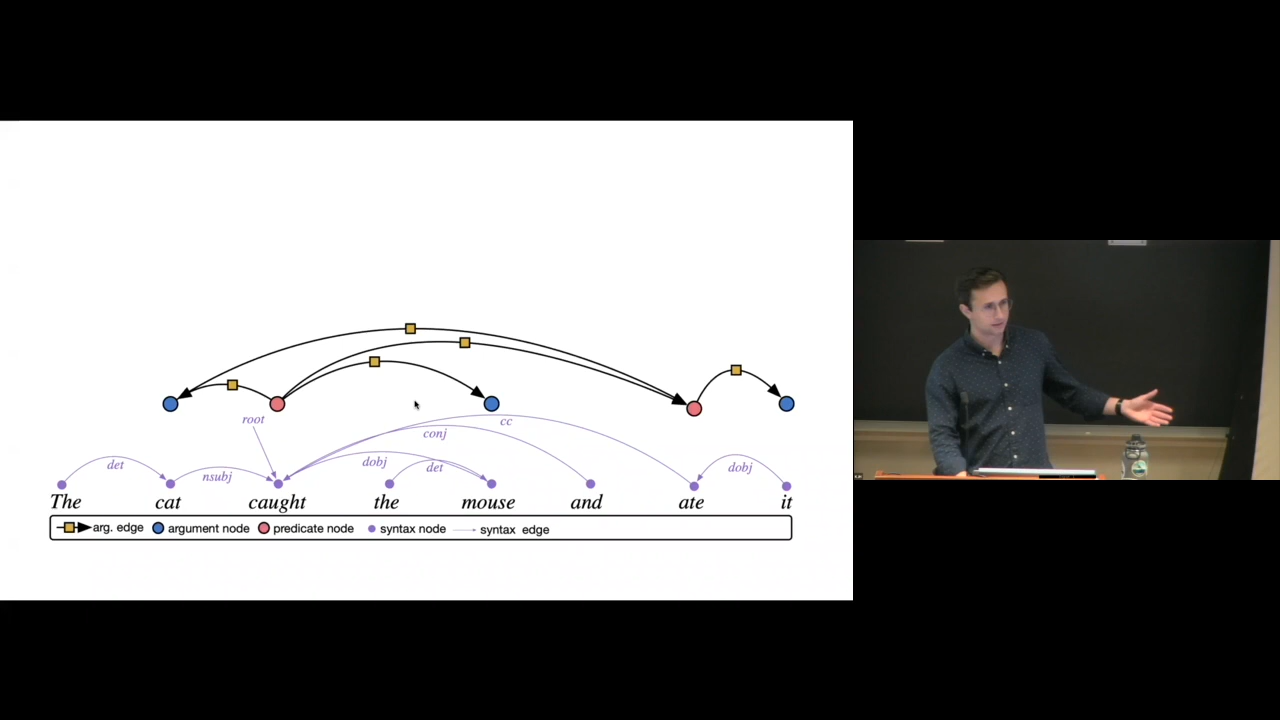 root
cc
conj
det
nsubj
dobj
det
dobj
The cat caught the mouse and ate it
arg. edge argument node predicate node syntax node syntax edge